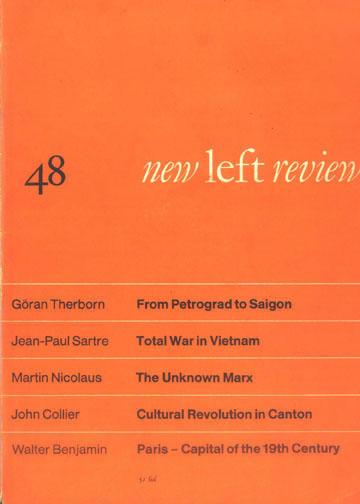 48 new left review
Göran Therborn From Petrograd to Saigon
Jean-Paul Sartre Total War in Vietnam
Martin Nicolaus The Unknown Marx
John Collier Cultural Revolution in Canton
Walter Benjamin Paris – Capital of the 19th Century